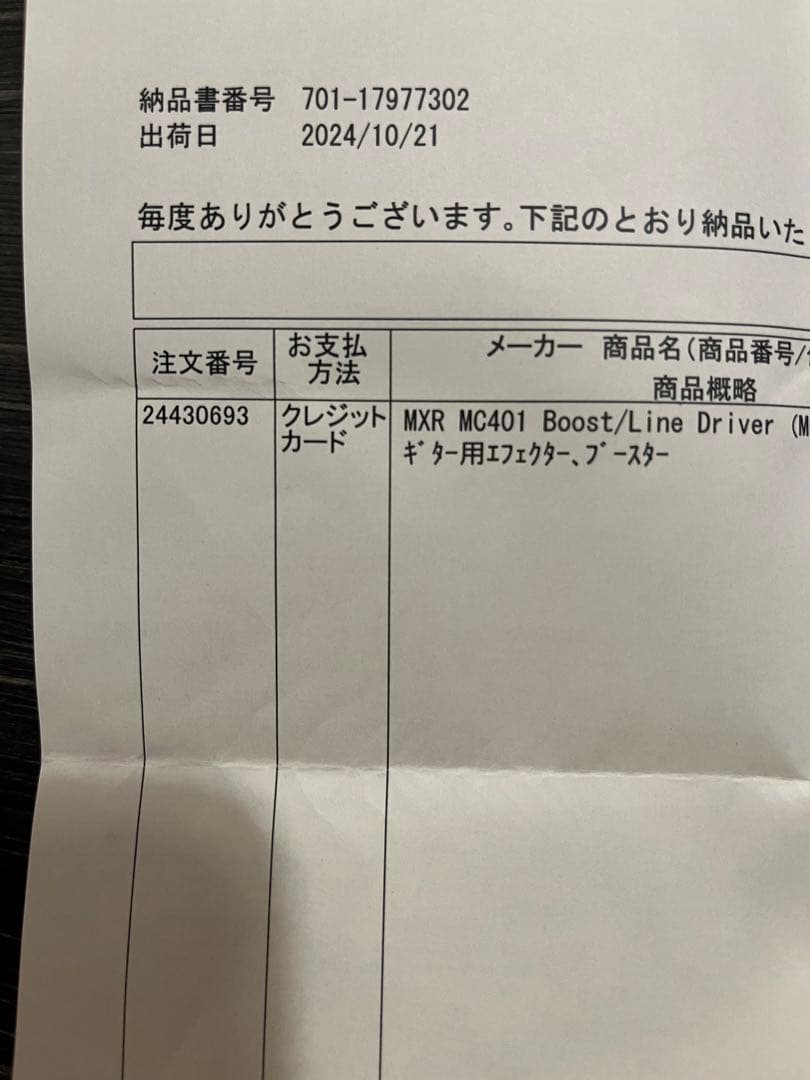 納品書番号 701-17977302
出荷日 2024/10/21
毎度ありがとうございます。下記のとおり納品いた
注文番号 お支払方法 メーカー 商品名(商品番号/
商品概略
24430693 クレジット MXR MC401 Boost/Line Driver (M
カード ｷﾞﾀｰ用ｴﾌｪｸﾀｰ、ﾌﾞｰｽﾀｰ